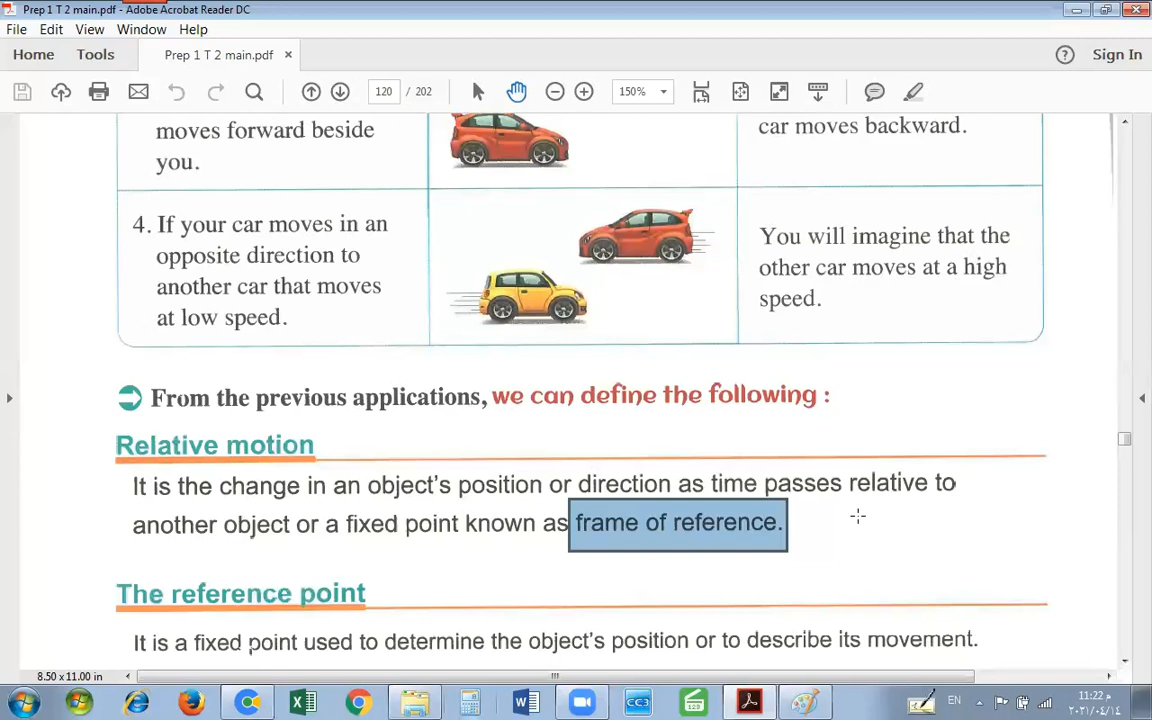 Prep 1 T 2 main.pdf - Adobe Acrobat Reader DC
File Edit View Window Help
Home Tools Prep 1 T 2 main.pdf × Sign In
120 / 202 150%
moves forward beside
you.
car moves backward.
4. If your car moves in an
opposite direction to
another car that moves
at low speed.
You will imagine that the
other car moves at a high
speed.
From the previous applications, we can define the following :
Relative motion
It is the change in an object's position or direction as time passes relative to
another object or a fixed point known as frame of reference.
The reference point
It is a fixed point used to determine the object's position or to describe its movement.
8.50 x 11.00 in
CC3
123
EN
11:22 م
٢٠٢١/٠٤/١٤